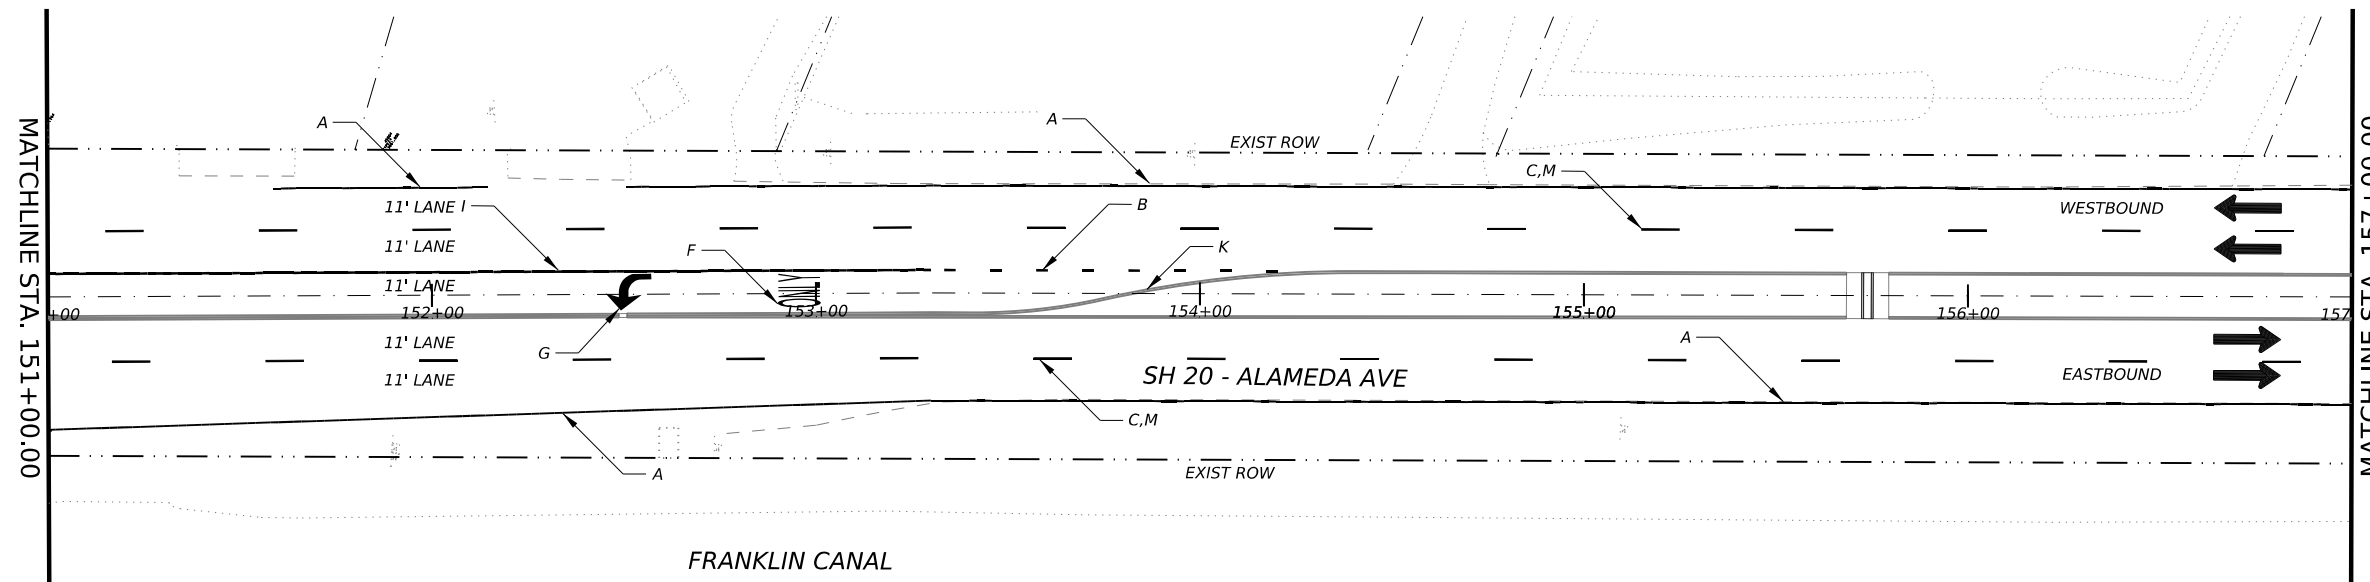 MATCHLINE STA. 151+00.00
A
A
EXIST ROW
C,M
11' LANE I
B
WESTBOUND
11' LANE
F
K
11' LANE
+00
152+00
153+00
154+00
155+00
156+00
157
11' LANE
G
A
11' LANE
SH 20 - ALAMEDA AVE
EASTBOUND
C,M
A
EXIST ROW
FRANKLIN CANAL
MATCHLINE STA. 157+00.00